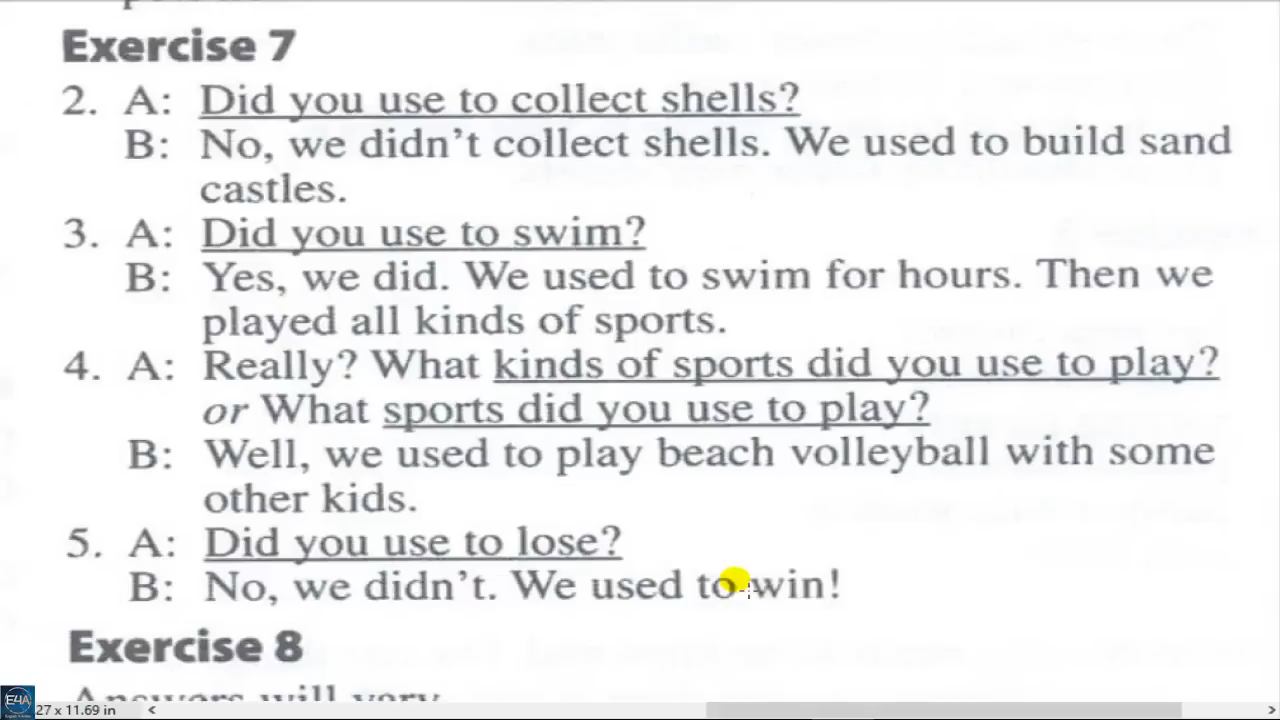 Exercise 7
2. A: Did you use to collect shells?
B: No, we didn't collect shells. We used to build sand
castles.
3. A: Did you use to swim?
B: Yes, we did. We used to swim for hours. Then we
played all kinds of sports.
4. A: Really? What kinds of sports did you use to play?
or What sports did you use to play?
B: Well, we used to play beach volleyball with some
other kids.
5. A: Did you use to lose?
B: No, we didn't. We used to win!
Exercise 8
Answers will vary.
E4A
27 x 11.69 in